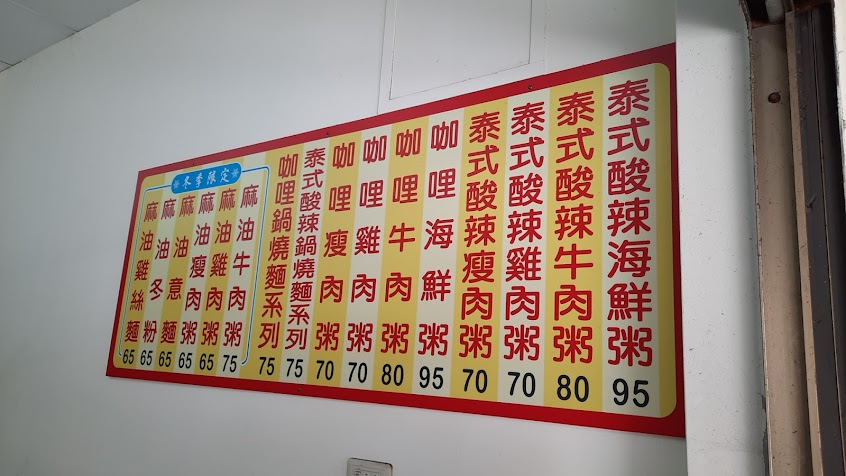 泰式酸辣海鮮粥 95
泰式酸辣牛肉粥 80
泰式酸辣雞肉粥 70
泰式酸辣瘦肉粥 70
咖哩海鮮粥 95
咖哩牛肉粥 80
咖哩雞肉粥 70
咖哩瘦肉粥 70
泰式酸辣鍋燒麵系列 75
咖哩鍋燒麵系列 75
冬季限定
麻油牛肉粥 75
麻油雞肉粥 65
麻油瘦肉粥 65
麻油意麵 65
麻油冬粉 65
麻油雞絲麵 65